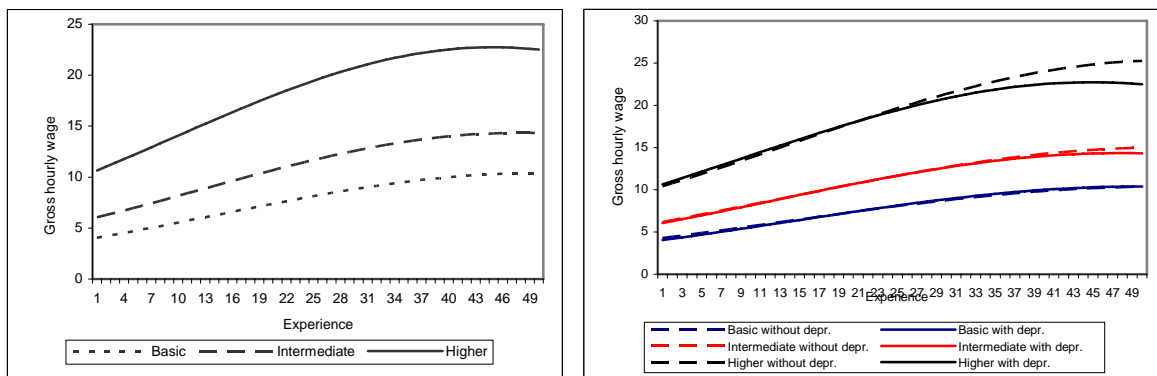 Gross hourly wage
25
20
15
10
5
0
1 4 7 10 13 16 19 22 25 28 31 34 37 40 43 46 49
Experience
Basic Intermediate Higher
Gross hourly wage
30
25
20
15
10
5
0
1 3 5 7 9 11 13 15 17 19 21 23 25 27 29 31 33 35 37 39 41 43 45 47 49
Experience
Basic without depr. Basic with depr.
Intermediate without depr. Intermediate with depr.
Higher without depr. Higher with depr.